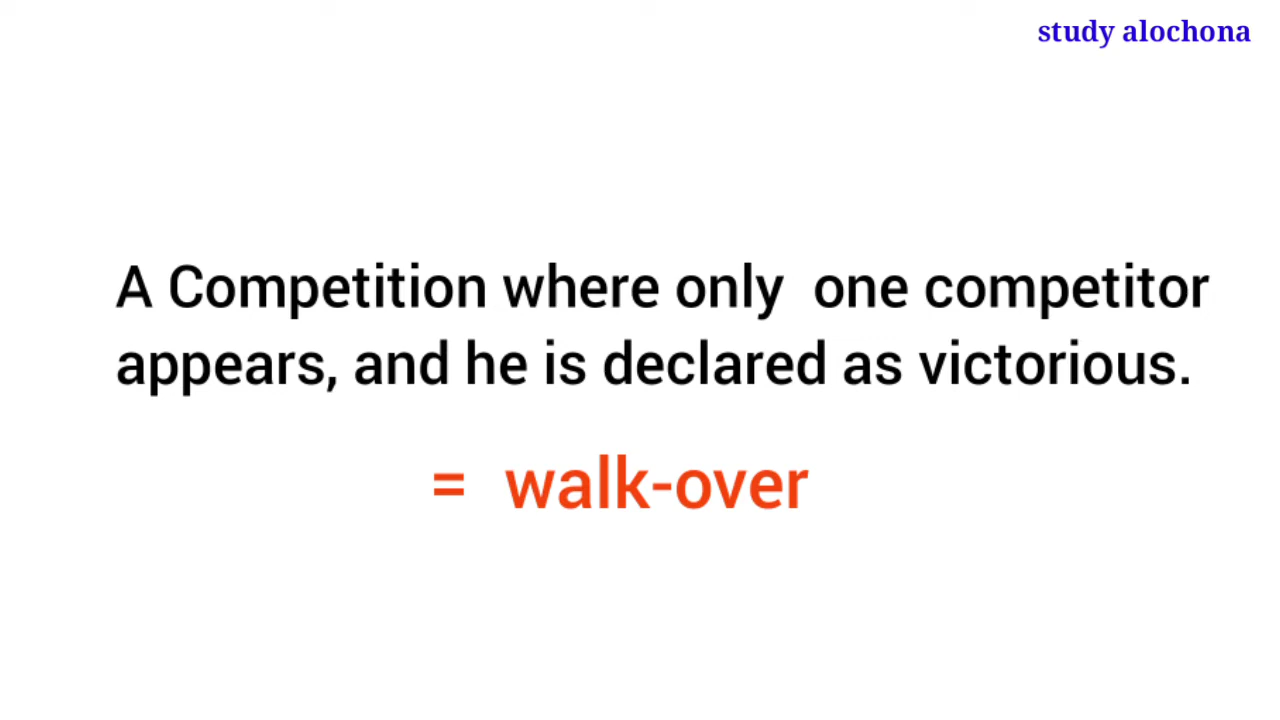 study alochona
A Competition where only one competitor
appears, and he is declared as victorious.
= walk-over